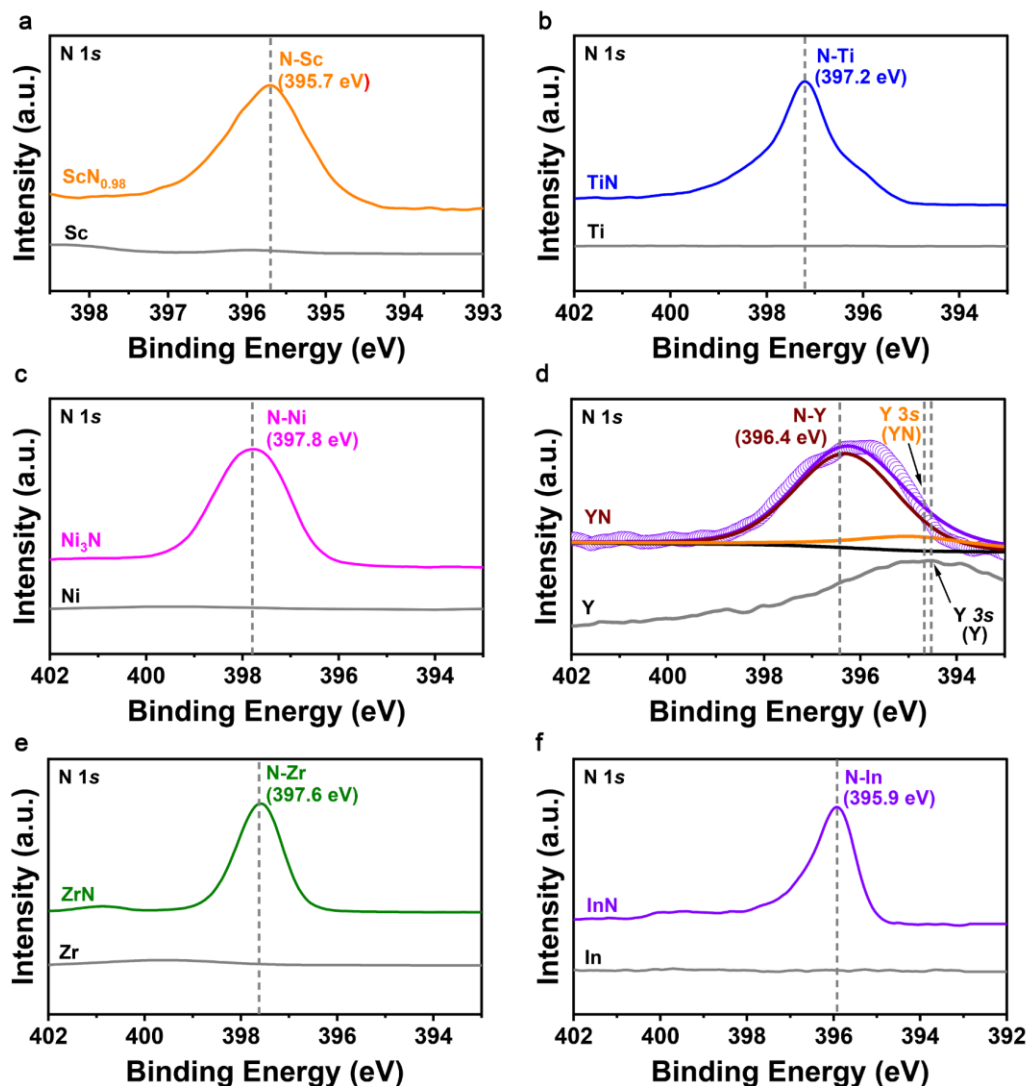 a
N 1s
N-Sc
(395.7 eV)
ScN0.98
Sc
Intensity (a.u.)
398 397 396 395 394 393
Binding Energy (eV)
b
N 1s
N-Ti
(397.2 eV)
TiN
Ti
Intensity (a.u.)
402 400 398 396 394
Binding Energy (eV)
c
N 1s
N-Ni
(397.8 eV)
Ni3N
Ni
Intensity (a.u.)
402 400 398 396 394
Binding Energy (eV)
d
N 1s
N-Y
(396.4 eV)
Y 3s
(YN)
YN
Y
Y 3s
(Y)
Intensity (a.u.)
402 400 398 396 394
Binding Energy (eV)
e
N 1s
N-Zr
(397.6 eV)
ZrN
Zr
Intensity (a.u.)
402 400 398 396 394
Binding Energy (eV)
f
N 1s
N-In
(395.9 eV)
InN
In
Intensity (a.u.)
402 400 398 396 394 392
Binding Energy (eV)